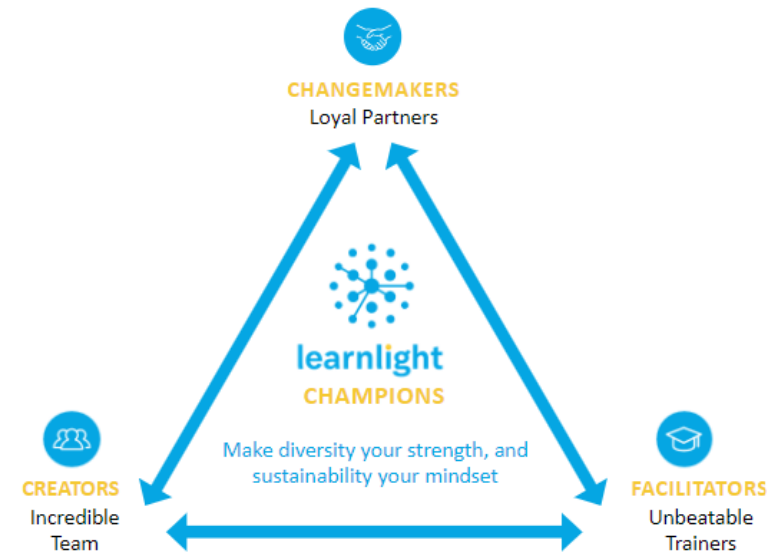 CHANGEMAKERS
Loyal Partners
learnlight
CHAMPIONS
Make diversity your strength, and
sustainability your mindset
CREATORS
Incredible
Team
FACILITATORS
Unbeatable
Trainers